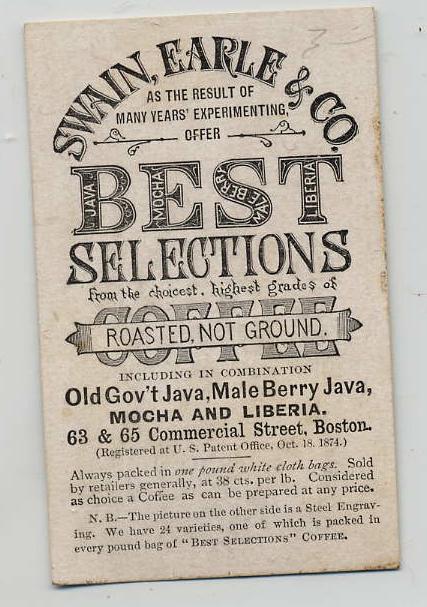 SWAIN, EARLE & CO.
AS THE RESULT OF
MANY YEARS' EXPERIMENTING,
OFFER
BEST
JAVA MOCHA MALE BERRY LIBERIA
SELECTIONS
from the choicest, highest grades of
COFFEE
ROASTED, NOT GROUND.
INCLUDING IN COMBINATION
Old Gov't Java, Male Berry Java,
MOCHA AND LIBERIA.
63 & 65 Commercial Street, Boston.
(Registered at U. S. Patent Office, Oct. 18. 1874.)
Always packed in one pound white cloth bags. Sold
by retailers generally, at 38 cts. per lb. Considered
as choice a Coffee as can be prepared at any price.
N. B.—The picture on the other side is a Steel Engrav-
ing. We have 24 varieties, one of which is packed in
every pound bag of "BEST SELECTIONS" COFFEE.